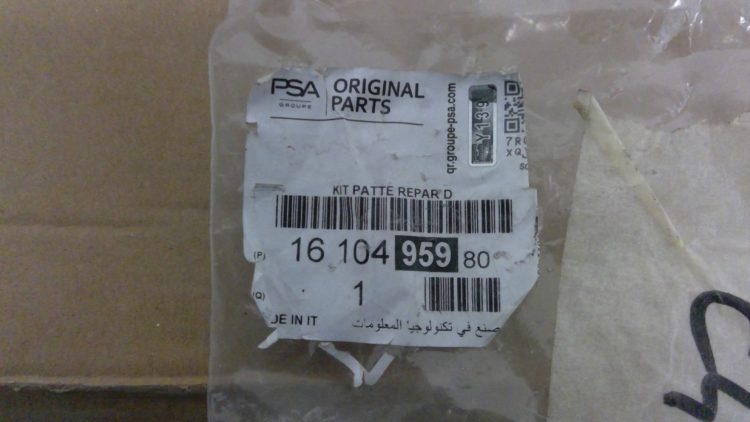 PSA
GROUPE
ORIGINAL
PARTS
qr.groupe-psa.com
Y139
KIT PATTE REPAR D
(P) 16 104 959 80
(Q) 1
DE IN IT
صنع في تكنولوجيا المعلومات